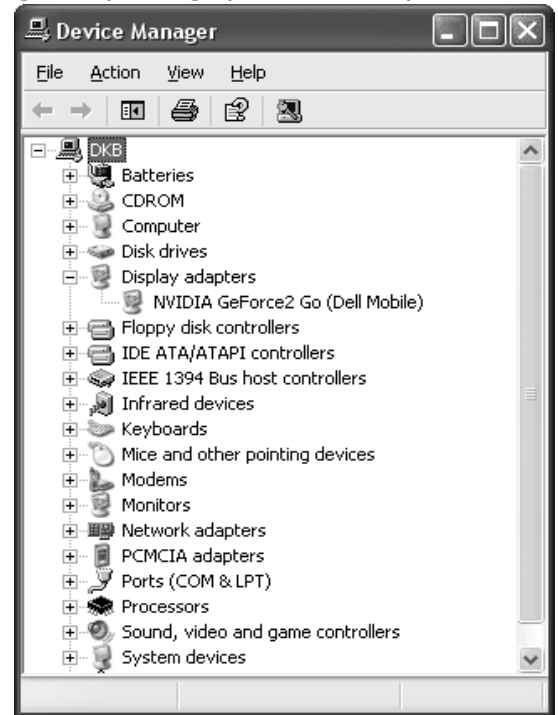 Device Manager
File Action View Help
DKB
Batteries
CDROM
Computer
Disk drives
Display adapters
NVIDIA GeForce2 Go (Dell Mobile)
Floppy disk controllers
IDE ATA/ATAPI controllers
IEEE 1394 Bus host controllers
Infrared devices
Keyboards
Mice and other pointing devices
Modems
Monitors
Network adapters
PCMCIA adapters
Ports (COM & LPT)
Processors
Sound, video and game controllers
System devices